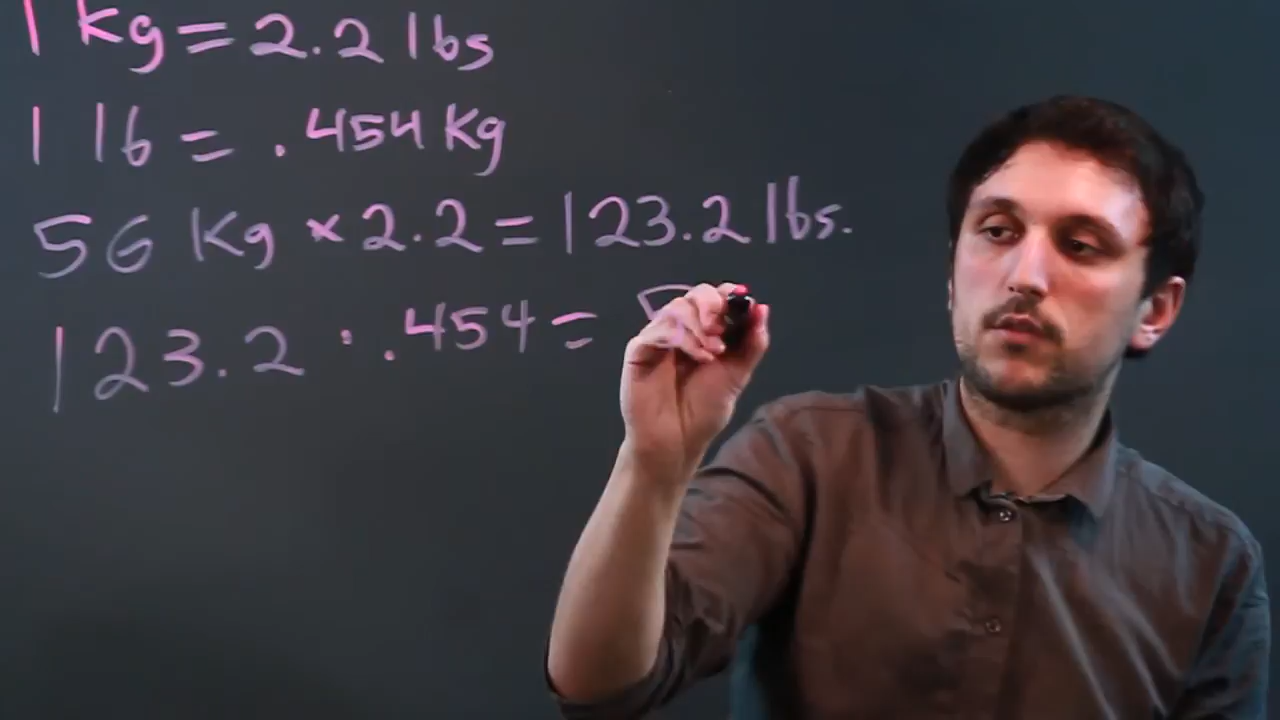 1 kg = 2.2 lbs
1 lb = .454 Kg
56 Kg × 2.2 = 123.2 lbs.
123.2 · .454 = 5